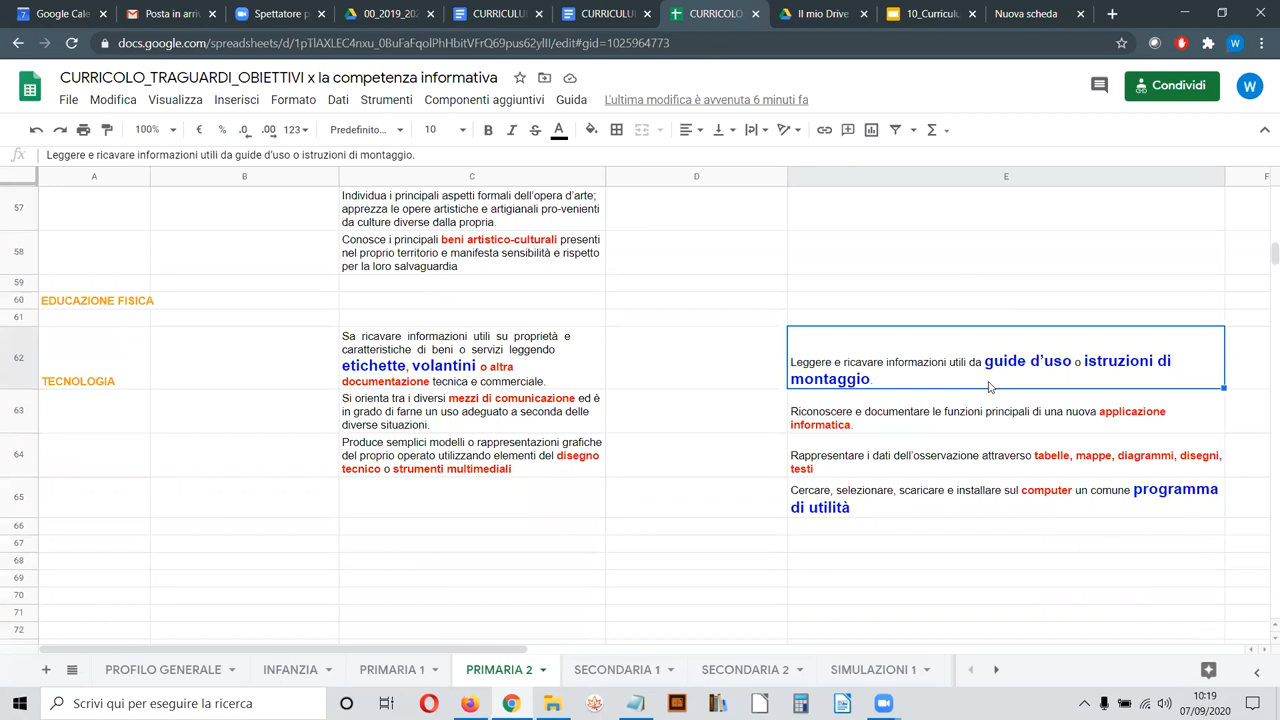 Google Cale
Posta in arri
Spettatore p
00_2019_202
CURRICULU
CURRICULU
CURRICOLO
Il mio Drive
10_Curriculu
Nuova scheda
docs.google.com/spreadsheets/d/1pTlAXLEC4nxu_0BuFaFqolPhHbitVFrQ69pus62ylII/edit#gid=1025964773
CURRICOLO_TRAGUARDI_OBIETTIVI x la competenza informativa
File Modifica Visualizza Inserisci Formato Dati Strumenti Componenti aggiuntivi Guida L'ultima modifica è avvenuta 6 minuti fa
Condividi
W
100% € % .0 .00 123 Predefinito... 10 B I S A
fx Leggere e ricavare informazioni utili da guide d'uso o istruzioni di montaggio.
A B C D E F
57
Individua i principali aspetti formali dell'opera d'arte;
apprezza le opere artistiche e artigianali pro-venienti
da culture diverse dalla propria.
58
Conosce i principali beni artistico-culturali presenti
nel proprio territorio e manifesta sensibilità e rispetto
per la loro salvaguardia
59
60 EDUCAZIONE FISICA
61
62
TECNOLOGIA
Sa ricavare informazioni utili su proprietà e
caratteristiche di beni o servizi leggendo
etichette, volantini o altra
documentazione tecnica e commerciale.
Leggere e ricavare informazioni utili da guide d'uso o istruzioni di
montaggio.
63
Si orienta tra i diversi mezzi di comunicazione ed è
in grado di farne un uso adeguato a seconda delle
diverse situazioni.
Riconoscere e documentare le funzioni principali di una nuova applicazione
informatica.
64
Produce semplici modelli o rappresentazioni grafiche
del proprio operato utilizzando elementi del disegno
tecnico o strumenti multimediali
Rappresentare i dati dell'osservazione attraverso tabelle, mappe, diagrammi, disegni,
testi
65
Cercare, selezionare, scaricare e installare sul computer un comune programma
di utilità
66
67
68
69
70
71
72
PROFILO GENERALE INFANZIA PRIMARIA 1 PRIMARIA 2 SECONDARIA 1 SECONDARIA 2 SIMULAZIONI 1
Scrivi qui per eseguire la ricerca
10:19
07/09/2020